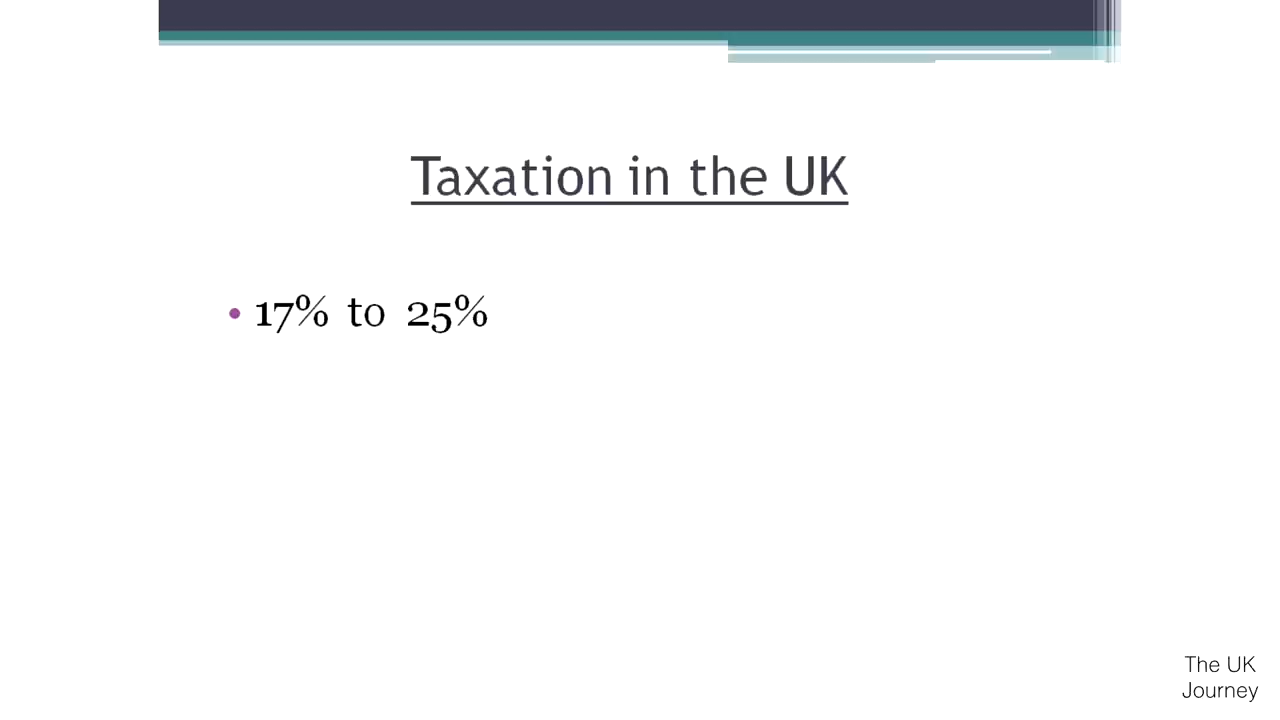 Taxation in the UK
• 17% to 25%
The UK
Journey